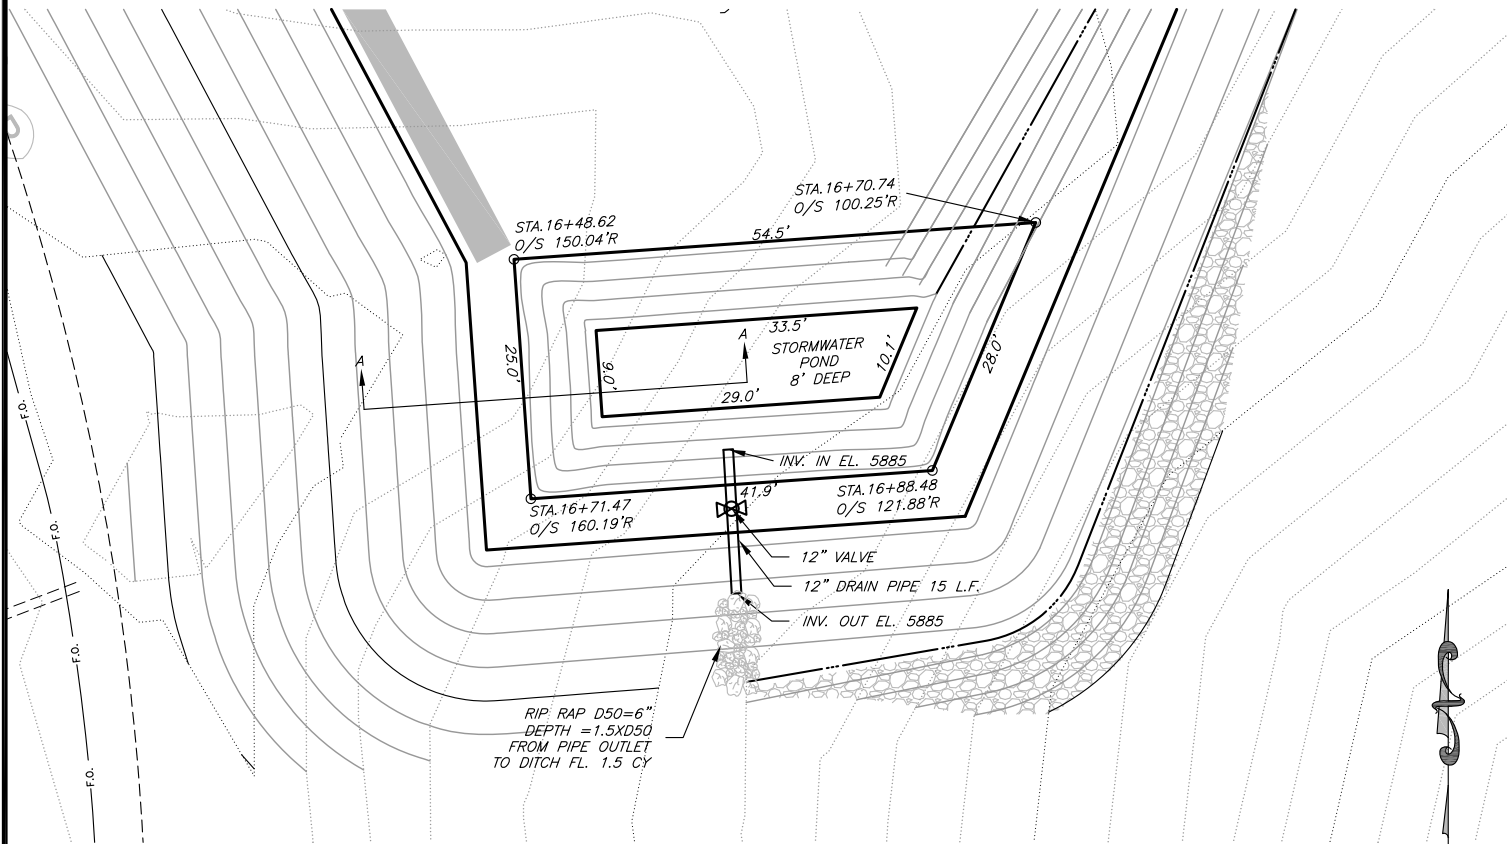 STA.16+70.74
O/S 100.25'R
STA.16+48.62
O/S 150.04'R
54.5'
A
33.5'
STORMWATER
POND
8' DEEP
10.1'
28.0'
25.0'
9.0'
A
29.0'
INV. IN EL. 5885
41.9'
STA.16+88.48
O/S 121.88'R
STA.16+71.47
O/S 160.19'R
12" VALVE
12" DRAIN PIPE 15 L.F.
INV. OUT EL. 5885
RIP RAP D50=6"
DEPTH =1.5XD50
FROM PIPE OUTLET
TO DITCH FL. 1.5 CY
F.O.
F.O.
F.O.
F.O.